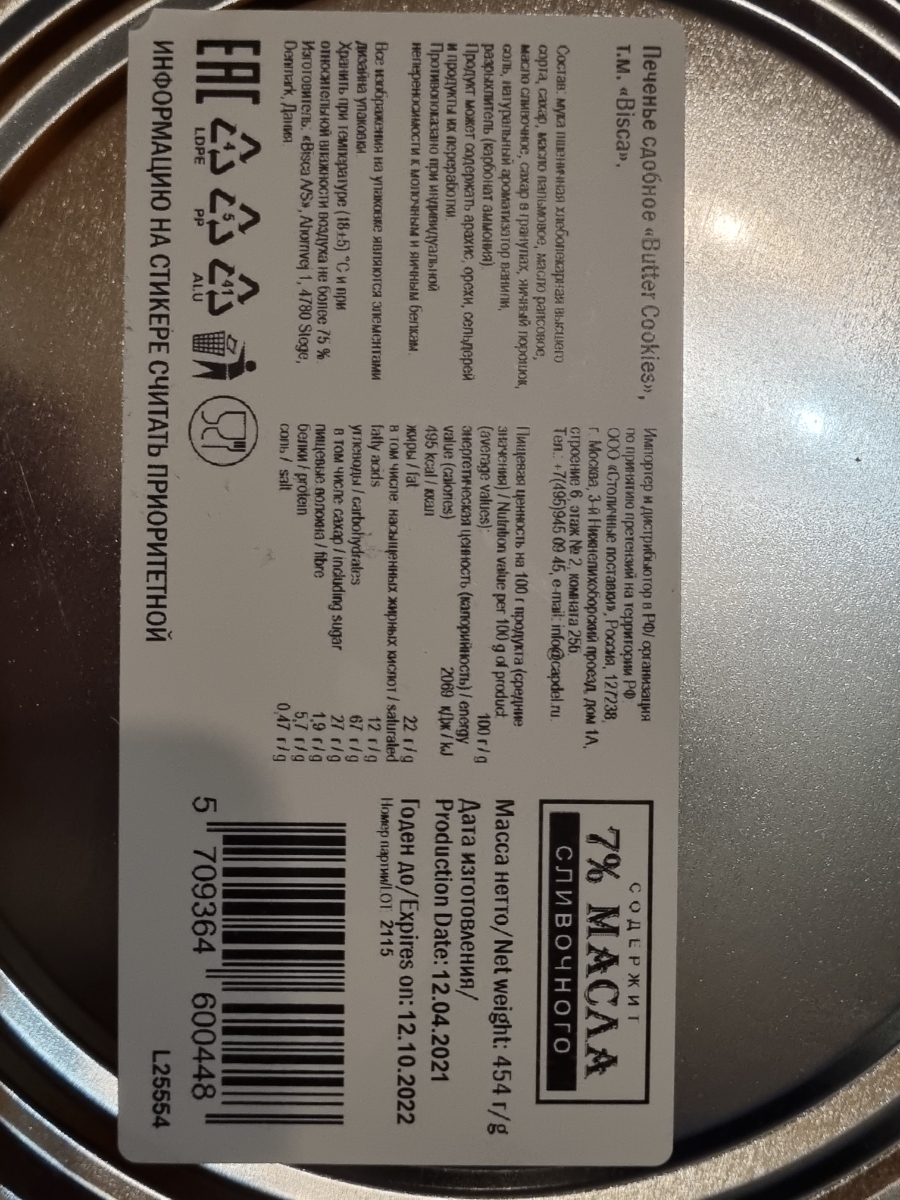 Печенье сдобное «Butter Cookies»,
т.м. «Bisca».
Состав: мука пшеничная хлебопекарная высшего
сорта, сахар, масло пальмовое, масло рапсовое,
масло сливочное, сахар в гранулах, яичный порошок,
соль, натуральный ароматизатор ванили,
разрыхлитель (карбонат аммония).
Продукт может содержать арахис, орехи, сельдерей
и продукты их переработки.
Противопоказано при индивидуальной
непереносимости к молочным и яичным белкам.
Все изображения на упаковке являются элементами
дизайна упаковки
Хранить при температуре (18±5) °С и при
относительной влажности воздуха не более 75 %.
Изготовитель: «Bisca A/S», Ahornvej 1, 4780 Stege,
Denmark, Дания.
EAC
4
LDPE
5
PP
41
ALU
Импортер и дистрибьютор в РФ/ организация
по принятию претензий на территории РФ:
ООО «Столичные поставки», Россия, 127238,
г. Москва, 3-й Нижнелихоборский проезд, дом 1А,
строение 6, этаж № 2, комната 25б.
Тел.: +7(495)945 09 45, e-mail: info@capdel.ru.
Пищевая ценность на 100 г продукта (средние
значения) / Nutrition value per 100 g of product
(average values): 100 г/g
энергетическая ценность (калорийность) / energy
value (calories) 2069 кДж / kJ
495 kcal / ккал
жиры / fat 22 г/g
в том числе: насыщенных жирных кислот / saturated
fatty acids 12 г/g
углеводы / carbohydrates 67 г/g
в том числе сахар / including sugar 27 г/g
пищевые волокна / fibre 1,9 г/g
белки / protein 5,7 г/g
соль / salt 0,47 г/g
СОДЕРЖИТ
7% МАСЛА
СЛИВОЧНОГО
Масса нетто/Net weight: 454 г/g
Дата изготовления/
Production Date: 12.04.2021
Годен до/Expires on: 12.10.2022
Номер партии/LOT: 2115
5 709364 600448
ИНФОРМАЦИЮ НА СТИКЕРЕ СЧИТАТЬ ПРИОРИТЕТНОЙ
L25554